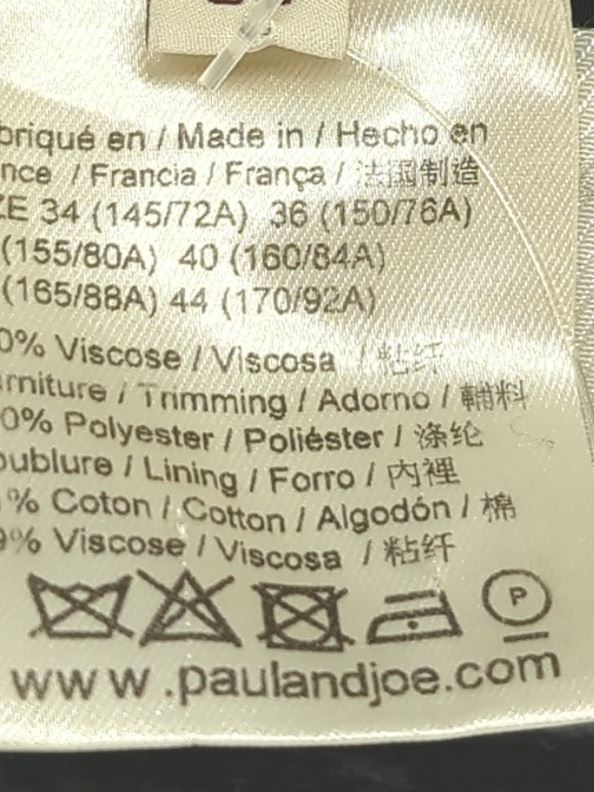 briqué en / Made in / Hecho en
nce / Francia / França / 法国制造
ZE 34 (145/72A) 36 (150/76A)
(155/80A) 40 (160/84A)
(165/88A) 44 (170/92A)
0% Viscose / Viscosa / 粘纤
rniture / Trimming / Adorno / 輔料
0% Polyester / Poliéster / 涤纶
oublure / Lining / Forro / 内裡
% Coton / Cotton / Algodón / 棉
9% Viscose / Viscosa / 粘纤
P
www.paulandjoe.com